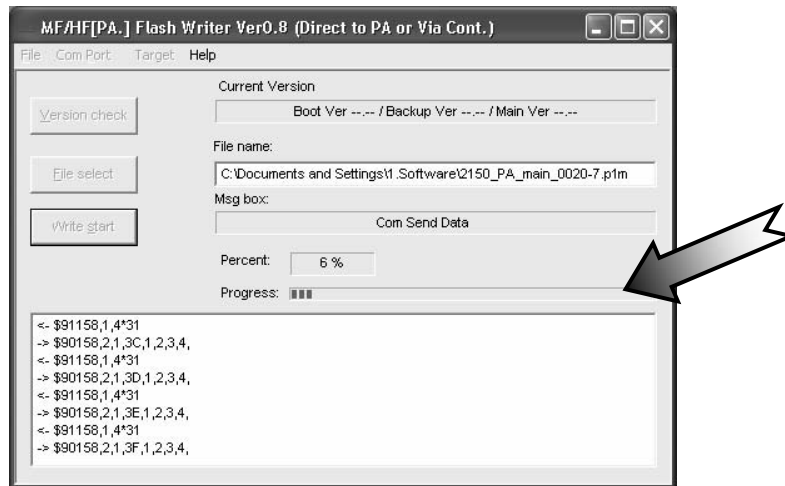 MF/HF[PA.] Flash Writer Ver0.8 (Direct to PA or Via Cont.)
File Com Port Target Help
Current Version
Version check
Boot Ver --.-- / Backup Ver --.-- / Main Ver --.--
File name:
File select
C:\Documents and Settings\1.Software\2150_PA_main_0020-7.p1m
Msg box:
Write start
Com Send Data
Percent: 6 %
Progress:
<- $91158,1,4*31
-> $90158,2,1,3C,1,2,3,4,
<- $91158,1,4*31
-> $90158,2,1,3D,1,2,3,4,
<- $91158,1,4*31
-> $90158,2,1,3E,1,2,3,4,
<- $91158,1,4*31
-> $90158,2,1,3F,1,2,3,4,